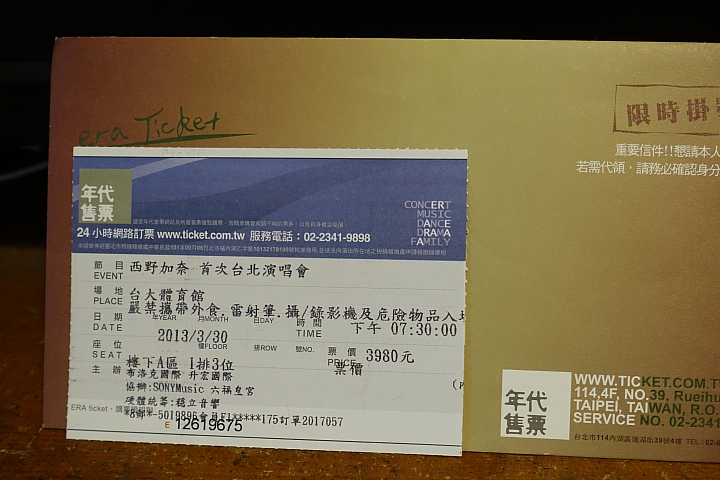 era Ticket
限時掛
重要信件!!懇請本人
若需代領，請務必確認身分
年代
售票
CONCERT
MUSIC
DANCE
DRAMA
FAMILY
24 小時網路訂票 www.ticket.com.tw 服務電話：02-2341-9898
節目 EVENT 西野加奈 首次台北演唱會
場地 PLACE 台大體育館
嚴禁攜帶外食.雷射筆.攝/錄影機及危險物品入場
日期 DATE 年YEAR 月MONTH 日DAY 時間 TIME 下午 07:30:00
2013/3/30
座位 SEAT 樓FLOOR 排ROW 號NO. 票價 PRICE 3980元
樓下A區 1排3位 票價
主辦 布洛克國際 升宏國際
協辦:SONYMusic 六福皇宮
硬體統籌:穩立音響
ERA ticket
8郵*-5019896會員F1*****175訂單2017057
E 12619675
年代
售票
WWW.TICKET.COM.T
114,4F, NO.39, Rueihu
TAIPEI, TAIWAN, R.O.
SERVICE NO. 02-2341
台北市114內湖區瑞湖街39號4樓 TEL : 02-